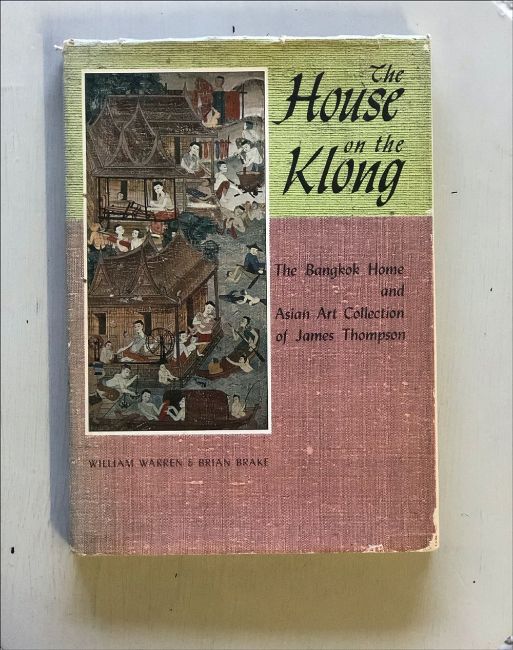 The
House
on the
Klong
The Bangkok Home
and
Asian Art Collection
of James Thompson
WILLIAM WARREN & BRIAN BRAKE